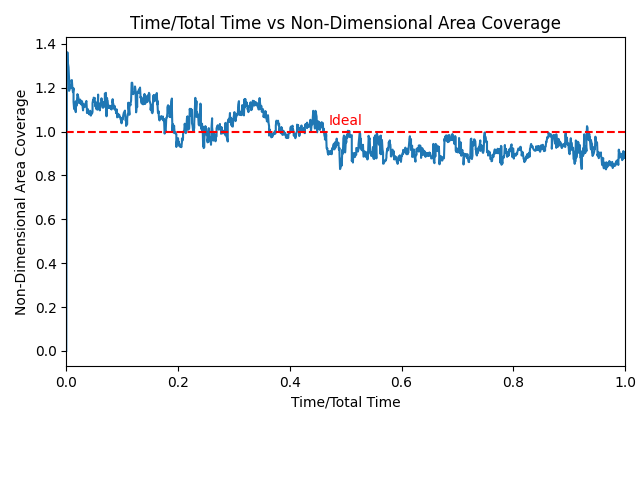 Time/Total Time vs Non-Dimensional Area Coverage
Non-Dimensional Area Coverage
1.4
1.2
1.0
0.8
0.6
0.4
0.2
0.0
Ideal
0.0 0.2 0.4 0.6 0.8 1.0
Time/Total Time